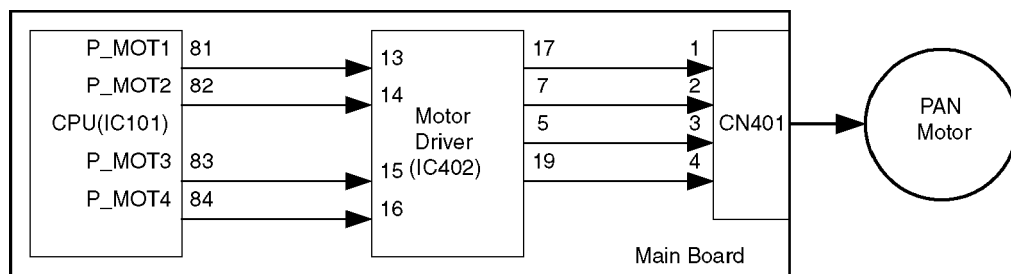 P_MOT1 81 13 17 1
P_MOT2 82 14 7 2
CPU(IC101)
Motor
Driver
(IC402)
5 3
CN401
P_MOT3 83 15 19 4
P_MOT4 84 16
PAN
Motor
Main Board